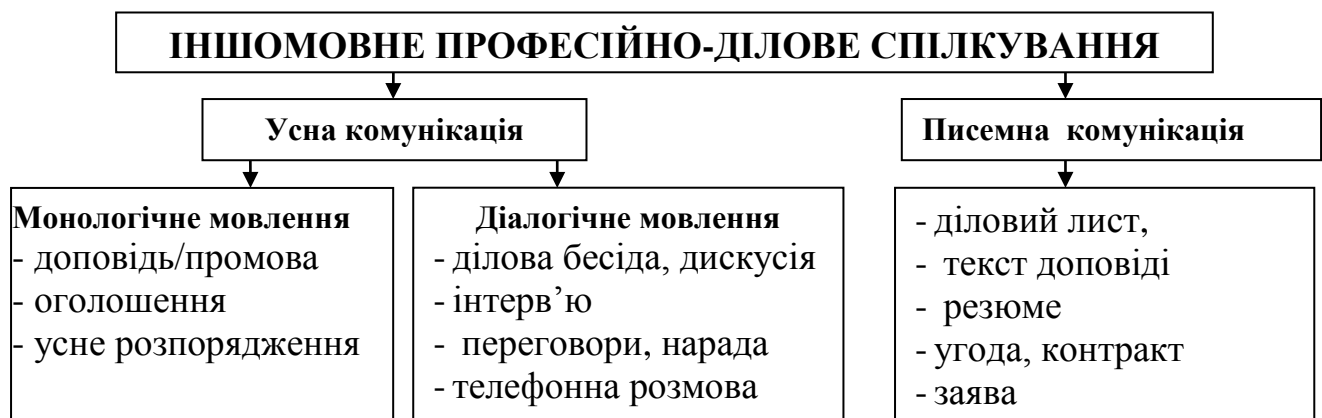 ІНШОМОВНЕ ПРОФЕСІЙНО-ДІЛОВЕ СПІЛКУВАННЯ
Усна комунікація
Писемна комунікація
Монологічне мовлення
- доповідь/промова
- оголошення
- усне розпорядження
Діалогічне мовлення
- ділова бесіда, дискусія
- інтерв’ю
- переговори, нарада
- телефонна розмова
- діловий лист,
- текст доповіді
- резюме
- угода, контракт
- заява